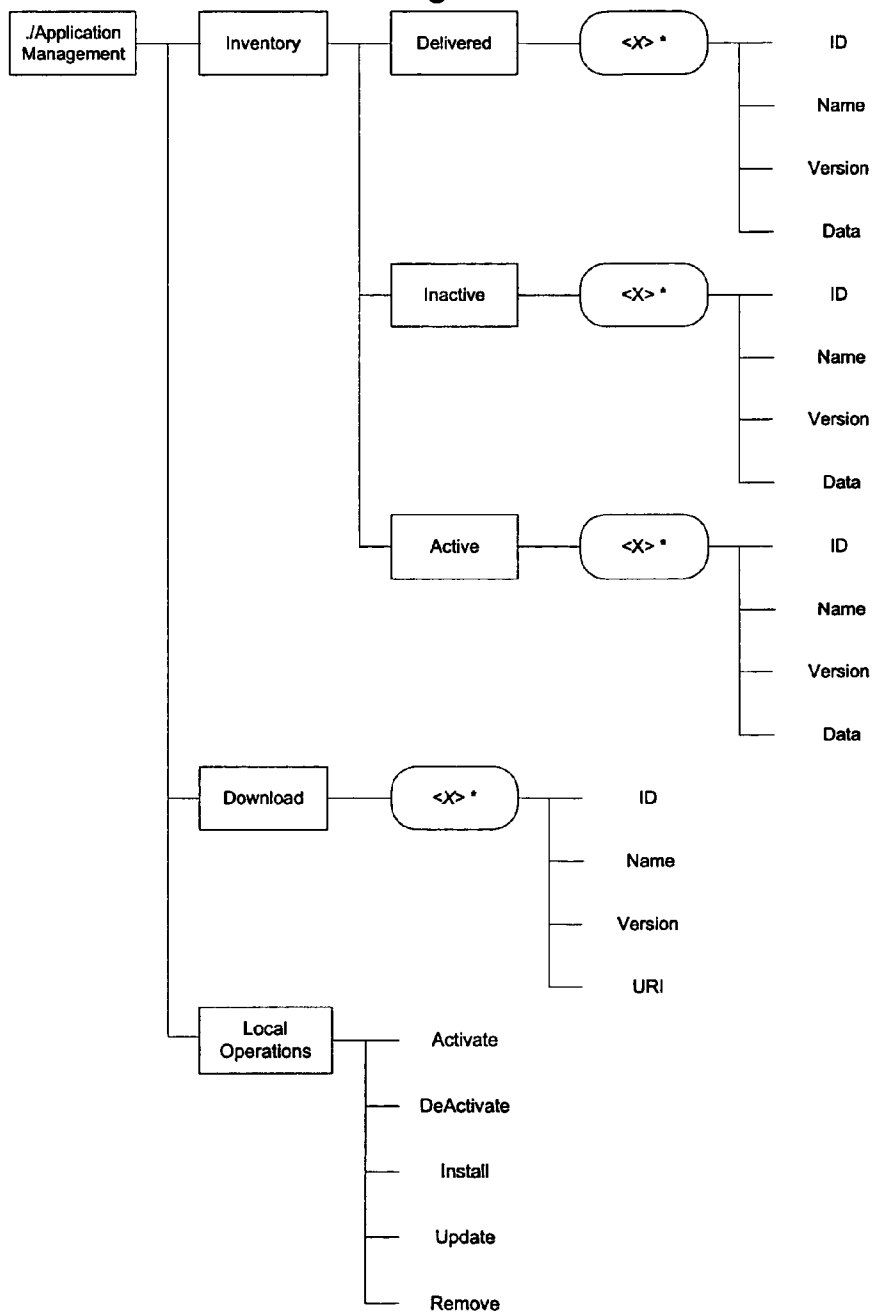 ./Application
Management
Inventory
Delivered
<X> *
ID
Name
Version
Data
Inactive
<X> *
ID
Name
Version
Data
Active
<X> *
ID
Name
Version
Data
Download
<X> *
ID
Name
Version
URI
Local
Operations
Activate
DeActivate
Install
Update
Remove